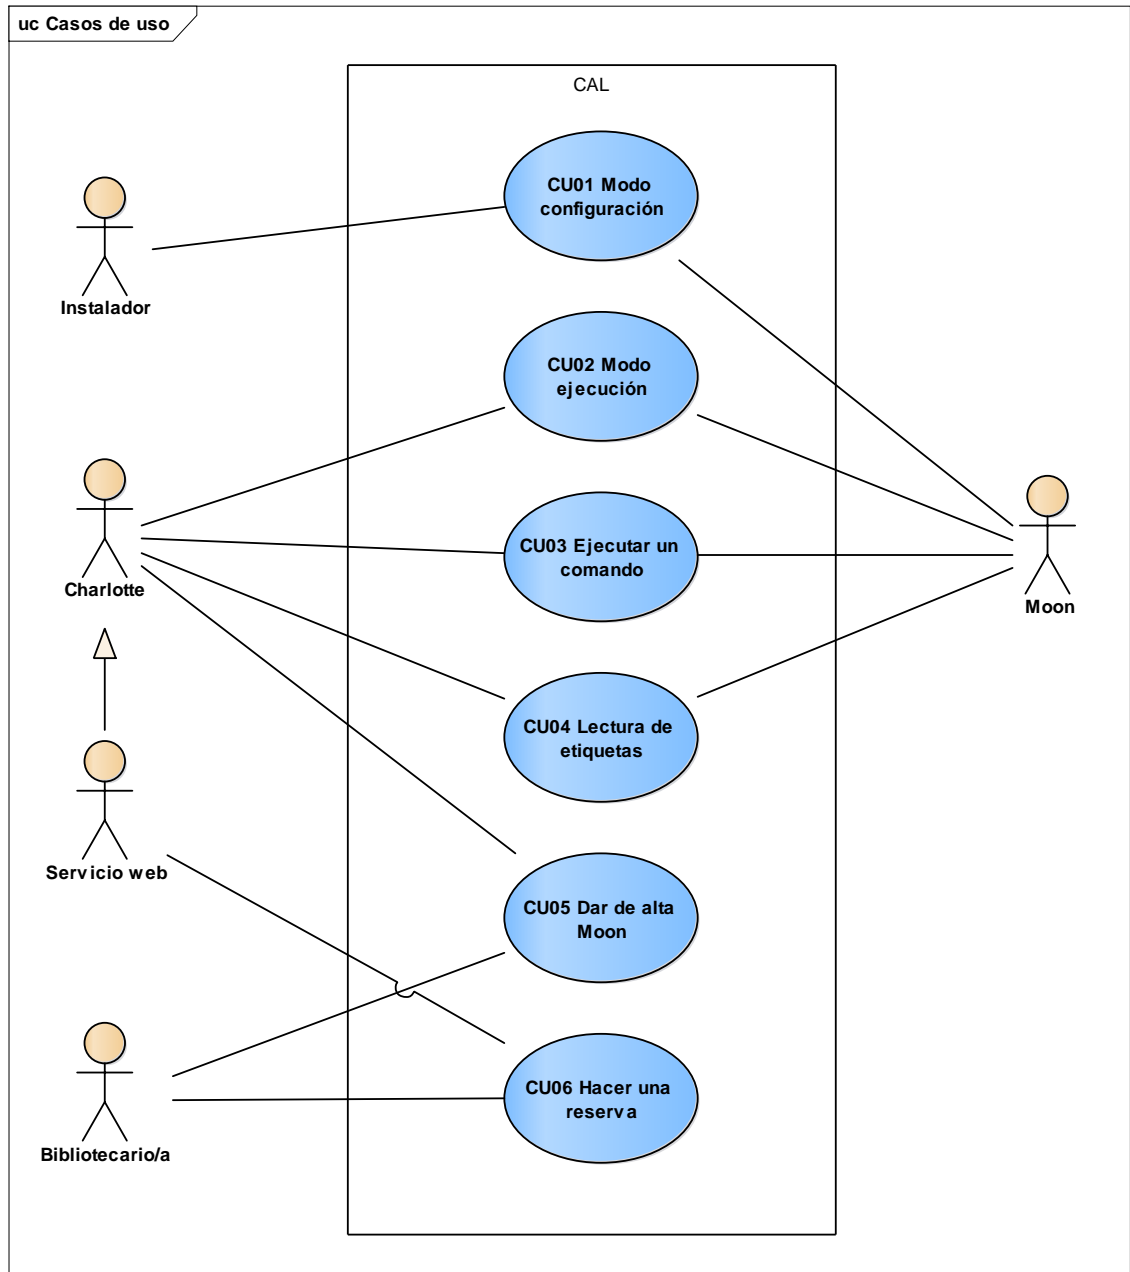 uc Casos de uso
CAL
CU01 Modo
configuración
Instalador
CU02 Modo
ejecución
Charlotte
CU03 Ejecutar un
comando
Moon
CU04 Lectura de
etiquetas
Servicio web
CU05 Dar de alta
Moon
CU06 Hacer una
reserva
Bibliotecario/a